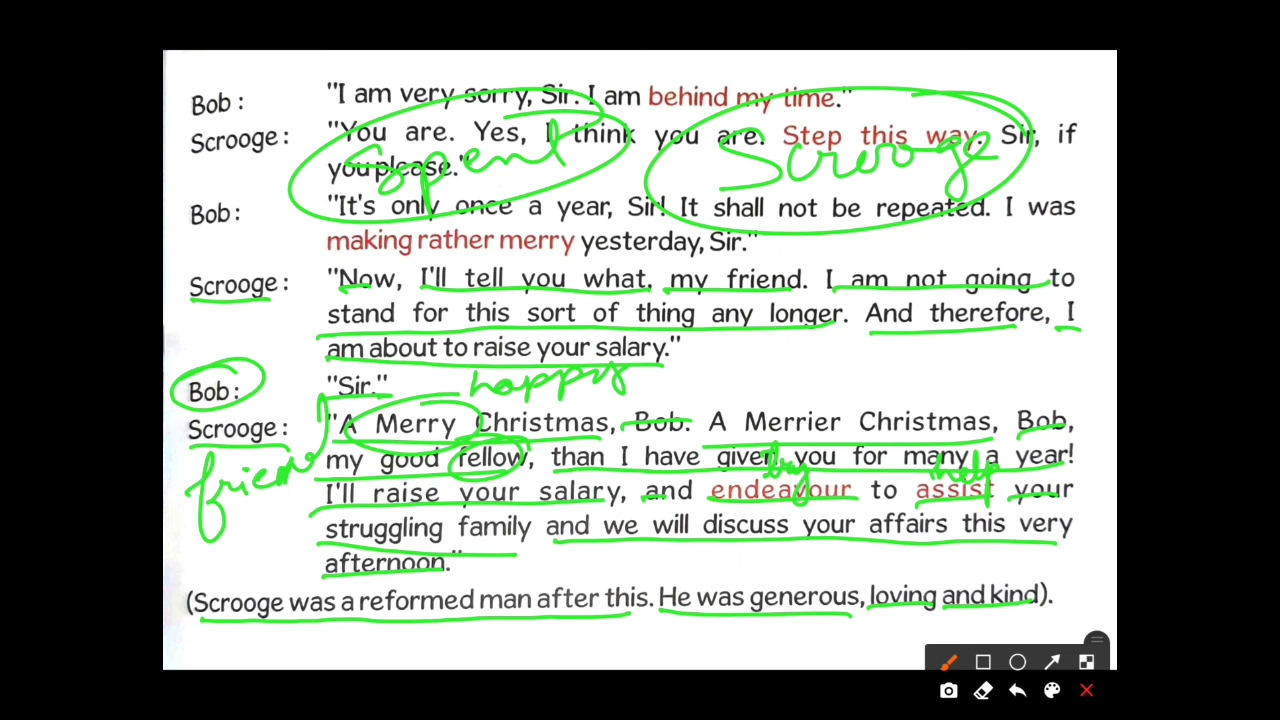 Bob : "I am very sorry, Sir. I am behind my time."
Scrooge : "You are. Yes, I think you are. Step this way. Sir, if
you please."
Spent Scrooge
Bob : "It's only once a year, Sir! It shall not be repeated. I was
making rather merry yesterday, Sir."
Scrooge : "Now, I'll tell you what, my friend. I am not going to
stand for this sort of thing any longer. And therefore, I
am about to raise your salary."
Bob : "Sir." happy
Scrooge : "A Merry Christmas, Bob. A Merrier Christmas, Bob,
my good fellow, than I have given you for many a year!
friend try help
I'll raise your salary, and endeavour to assist your
struggling family and we will discuss your affairs this very
afternoon."
(Scrooge was a reformed man after this. He was generous, loving and kind).